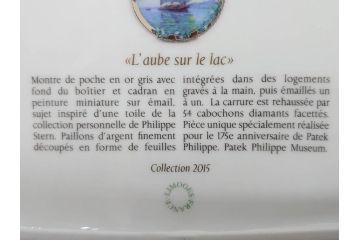 «L'aube sur le lac»
Montre de poche en or gris avec
fond du boîtier et cadran en
peinture miniature sur émail,
sujet inspiré d'une toile de la
collection personnelle de Philippe
Stern. Paillons d'argent finement
découpés en forme de feuilles
intégrées dans des logements
gravés à la main, puis émaillés un
à un. La carrure est rehaussée par
54 cabochons diamants facettés.
Pièce unique spécialement réalisée
pour le 175e anniversaire de Patek
Philippe. Patek Philippe Museum.
Collection 2015
LIMOGES FRANCE